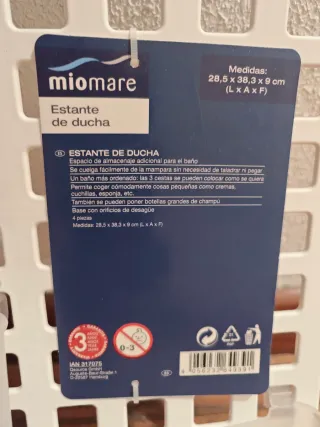 miomare
Estante
de ducha
Medidas:
28,5 x 38,3 x 9 cm
(L x A x F)
ESTANTE DE DUCHA
Espacio de almacenaje adicional para el baño
Se cuelga fácilmente de la mampara sin necesidad de taladrar ni pegar
Un baño más ordenado: las 3 cestas se pueden colocar como se quiera
Permite coger cómodamente cosas pequeñas como cremas,
cuchillas, esponja, etc.
También se pueden poner botellas grandes de champú
Base con orificios de desagüe
4 piezas
Medidas: 28,5 x 38,3 x 9 cm (L x A x F)
3
0-3
IAN 317075